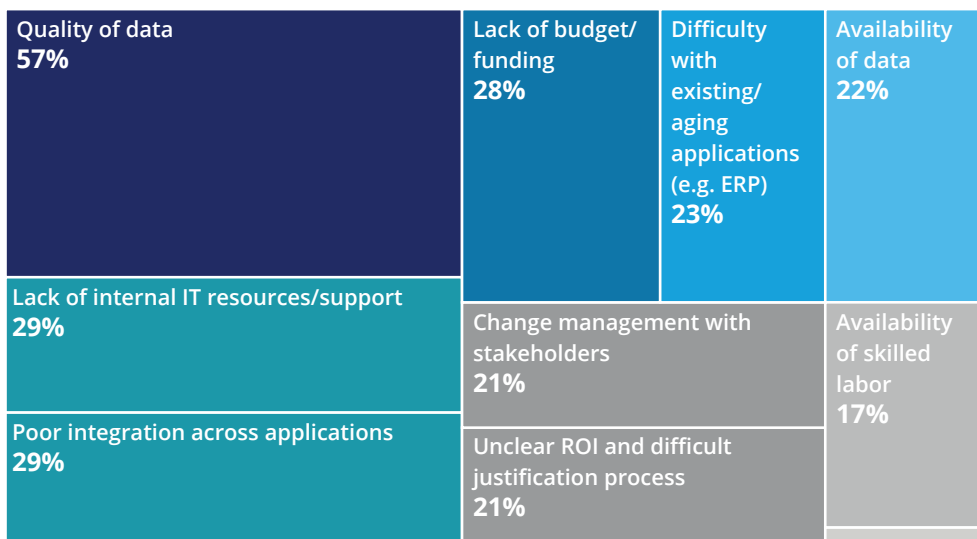 Quality of data
57%
Lack of internal IT resources/support
29%
Poor integration across applications
29%
Lack of budget/
funding
28%
Difficulty
with
existing/
aging
applications
(e.g. ERP)
23%
Availability
of data
22%
Change management with
stakeholders
21%
Unclear ROI and difficult
justification process
21%
Availability
of skilled
labor
17%